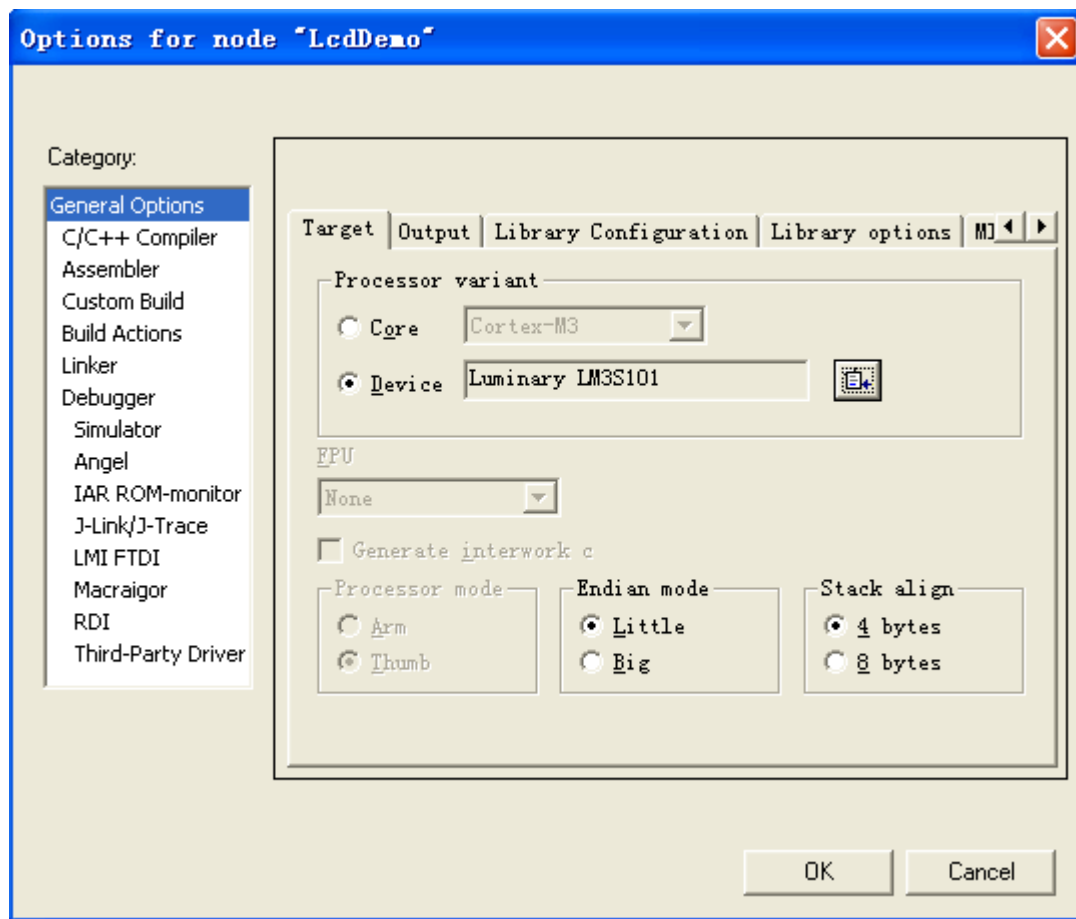 Options for node "LcdDemo"
Category:
General Options
C/C++ Compiler
Assembler
Custom Build
Build Actions
Linker
Debugger
Simulator
Angel
IAR ROM-monitor
J-Link/J-Trace
LMI FTDI
Macraigor
RDI
Third-Party Driver
Target Output Library Configuration Library options MI
Processor variant
Core Cortex-M3
Device Luminary LM3S101
FPU
None
Generate interwork c
Processor mode
Arm
Thumb
Endian mode
Little
Big
Stack align
4 bytes
8 bytes
OK Cancel